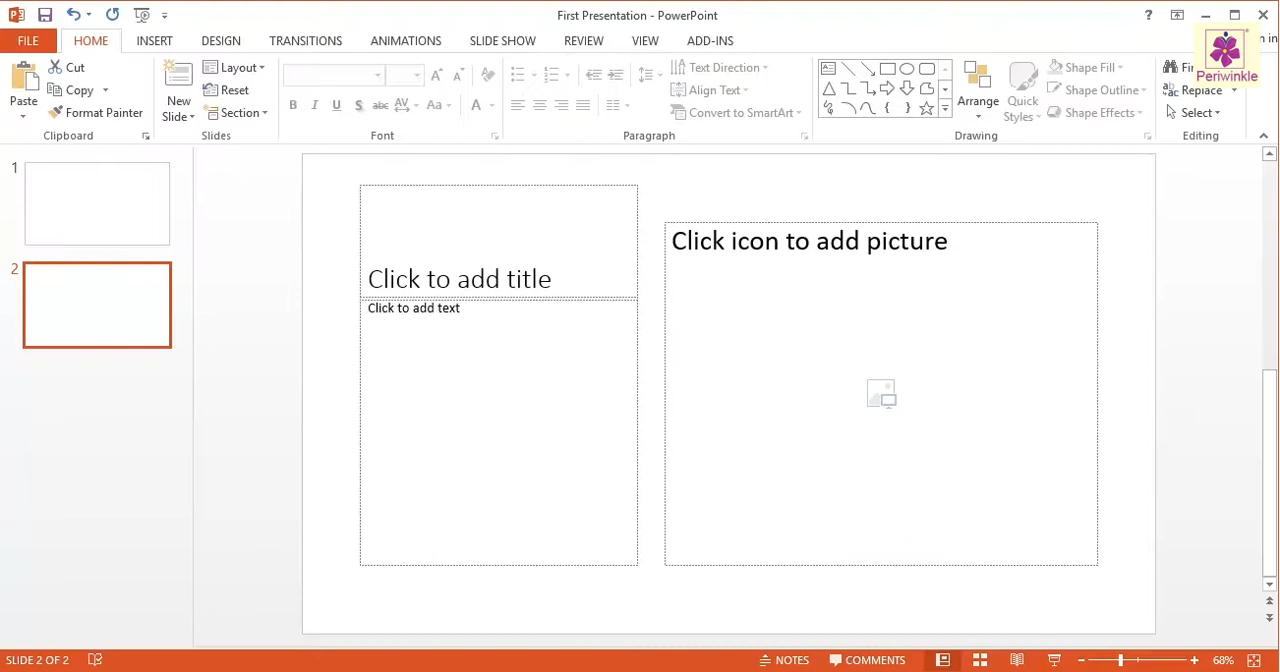 First Presentation - PowerPoint
FILE HOME INSERT DESIGN TRANSITIONS ANIMATIONS SLIDE SHOW REVIEW VIEW ADD-INS
Periwinkle
Paste
Cut
Copy
Format Painter
Clipboard
New
Slide
Layout
Reset
Section
Slides
Font
Text Direction
Align Text
Convert to SmartArt
Paragraph
Arrange
Quick
Styles
Shape Fill
Shape Outline
Shape Effects
Drawing
Replace
Select
Editing
1
2
Click to add title
Click to add text
Click icon to add picture
SLIDE 2 OF 2
NOTES
COMMENTS
68%